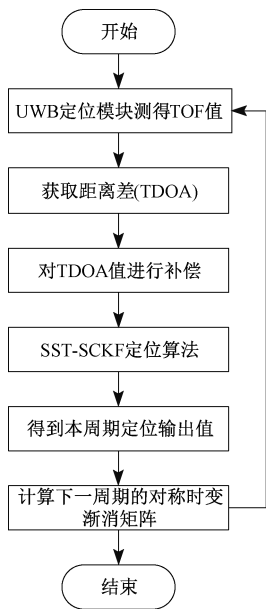 开始
UWB定位模块测得TOF值
获取距离差(TDOA)
对TDOA值进行补偿
SST-SCKF定位算法
得到本周期定位输出值
计算下一周期的对称时变
渐消矩阵
结束